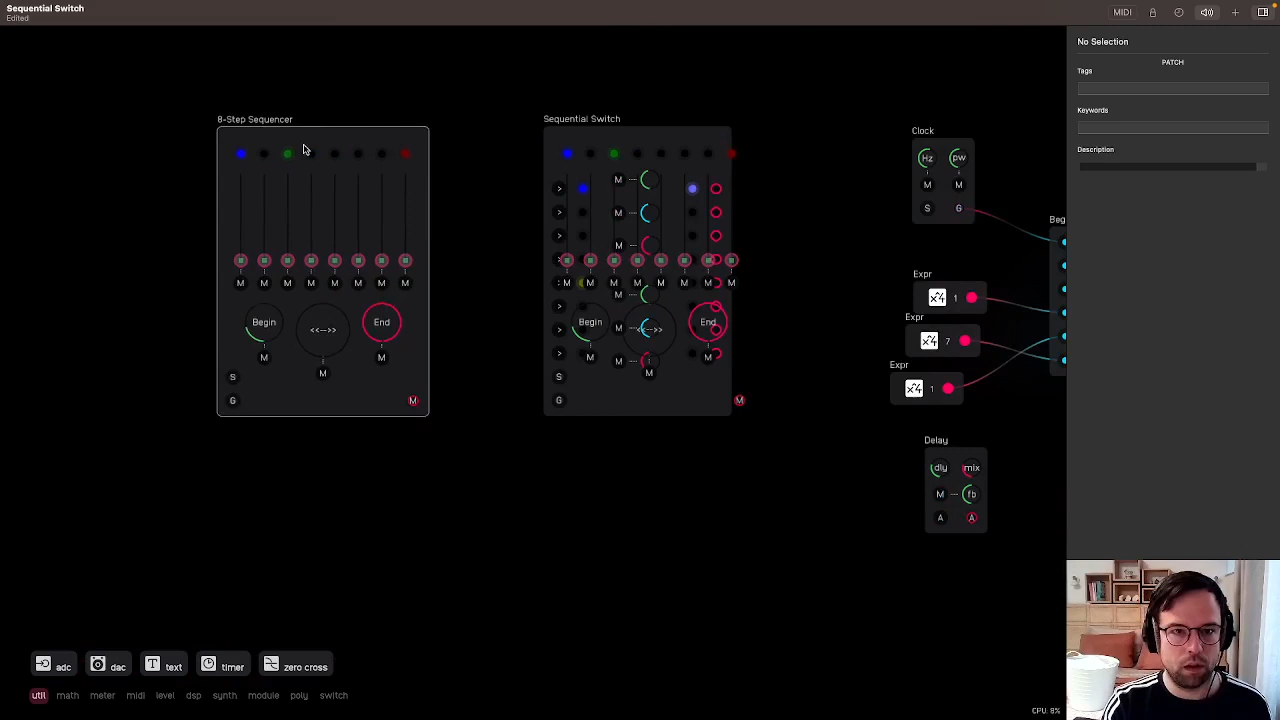 Sequential Switch
Edited
MIDI
No Selection
PATCH
Tags
Keywords
Description
8-Step Sequencer
M M M M M M M M
Begin
<<-->>
End
M
M
M
S
G
M
Sequential Switch
>
M
>
M
>
M
>
M M M M M M M M
M
>
Begin
M
<<-->>
End
>
>
M
M
M
M
S
G
M
Clock
Hz
pw
M
M
S
G
Beg
Expr
1
Expr
7
Expr
1
Delay
dly
mix
M
fb
A
A
adc
dac
T text
timer
zero cross
util math meter midi level dsp synth module poly switch
CPU: 8%